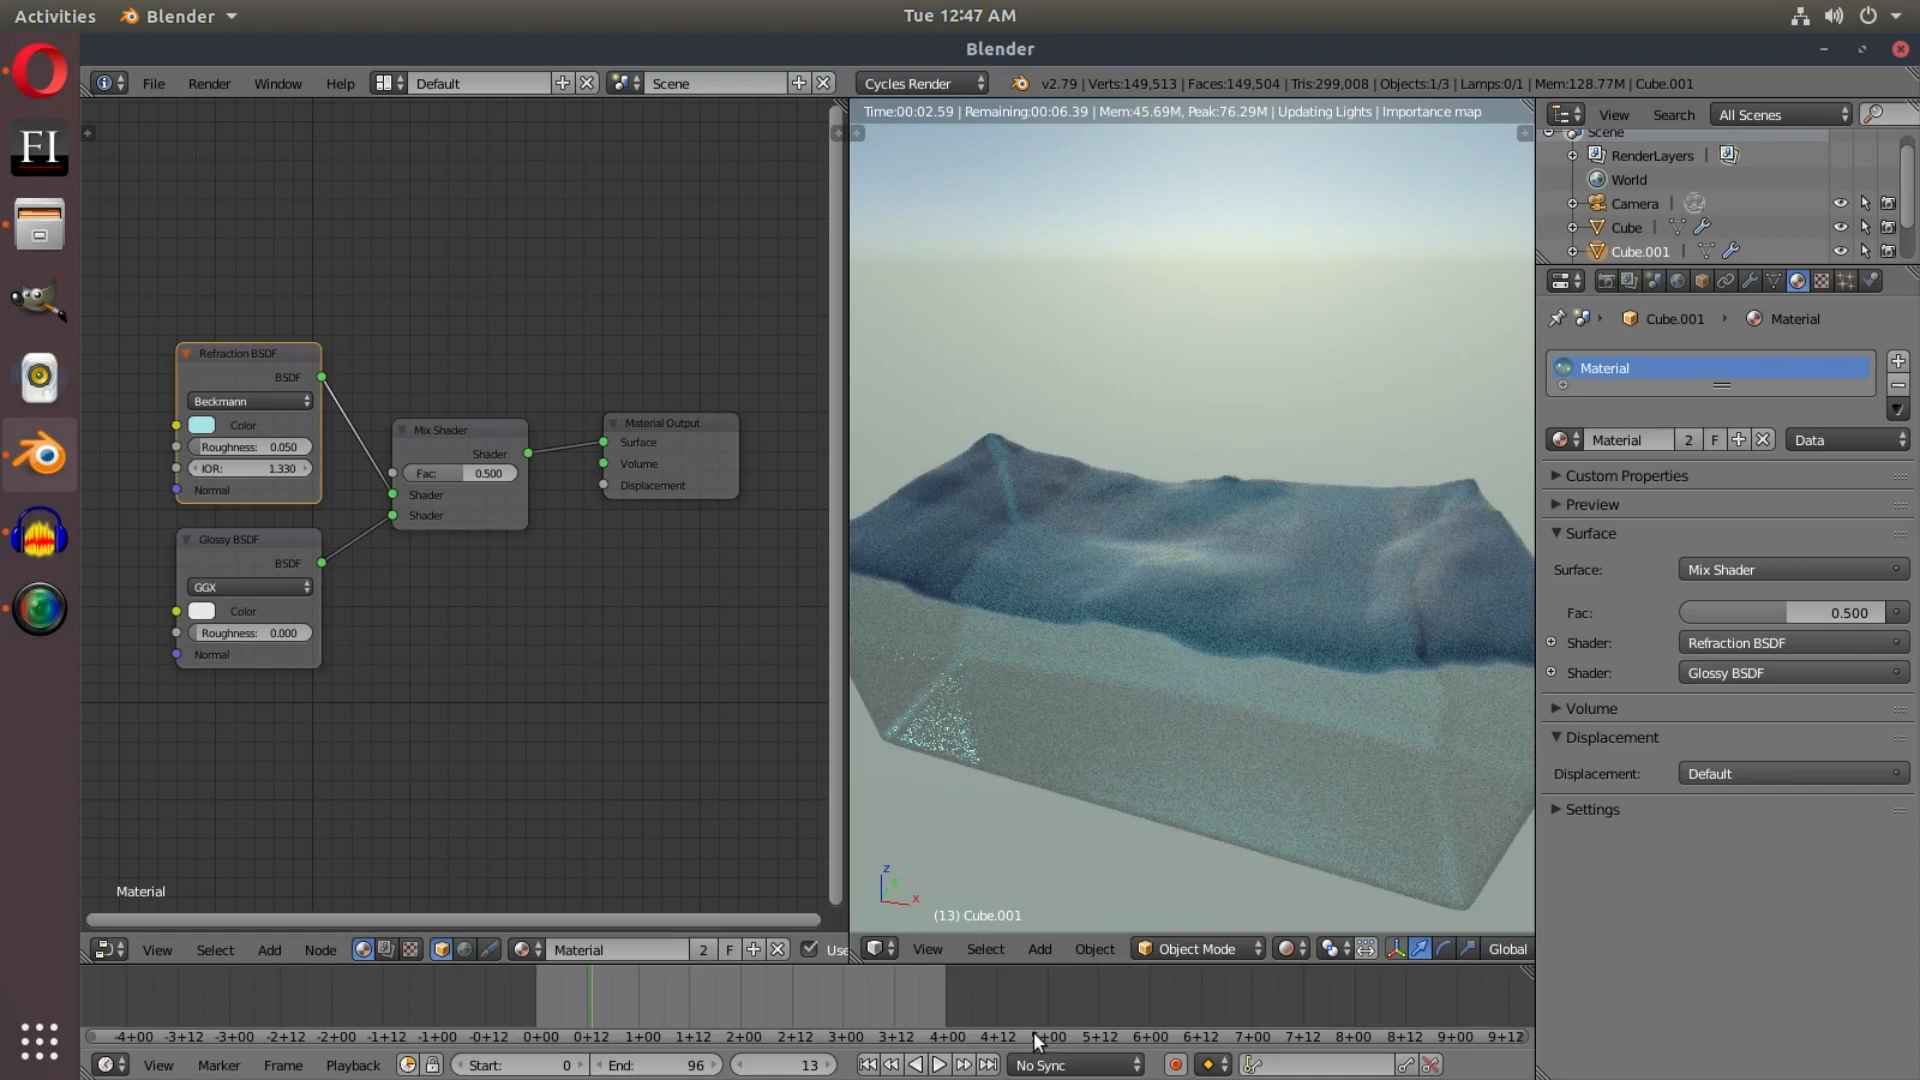 Activities Blender Tue 12:47 AM
Blender
File Render Window Help Default Scene Cycles Render v2.79 | Verts:149,513 | Faces:149,504 | Tris:299,008 | Objects:1/3 | Lamps:0/1 | Mem:128.77M | Cube.001
Time:00:02.59 | Remaining:00:06.39 | Mem:45.69M, Peak:76.29M | Updating Lights | Importance map
View Search All Scenes
Scene
RenderLayers
World
Camera
Cube
Cube.001
Cube.001 Material
Material
Material 2 F Data
Custom Properties
Preview
Surface
Surface: Mix Shader
Fac: 0.500
Shader: Refraction BSDF
Shader: Glossy BSDF
Volume
Displacement
Displacement: Default
Settings
FI
Refraction BSDF
BSDF
Beckmann
Color
Roughness: 0.050
IOR: 1.330
Normal
Glossy BSDF
BSDF
GGX
Color
Roughness: 0.000
Normal
Mix Shader
Shader
Fac: 0.500
Shader
Shader
Material Output
Surface
Volume
Displacement
Material
z
y
x
(13) Cube.001
View Select Add Node Material 2 F Use
View Select Add Object Object Mode Global
-4+00 -3+12 -3+00 -2+12 -2+00 -1+12 -1+00 -0+12 0+00 0+12 1+00 1+12 2+00 2+12 3+00 3+12 4+00 4+12 5+12 6+00 6+12 7+00 7+12 8+00 8+12 9+00 9+12
View Marker Frame Playback Start: 0 End: 96 13 No Sync